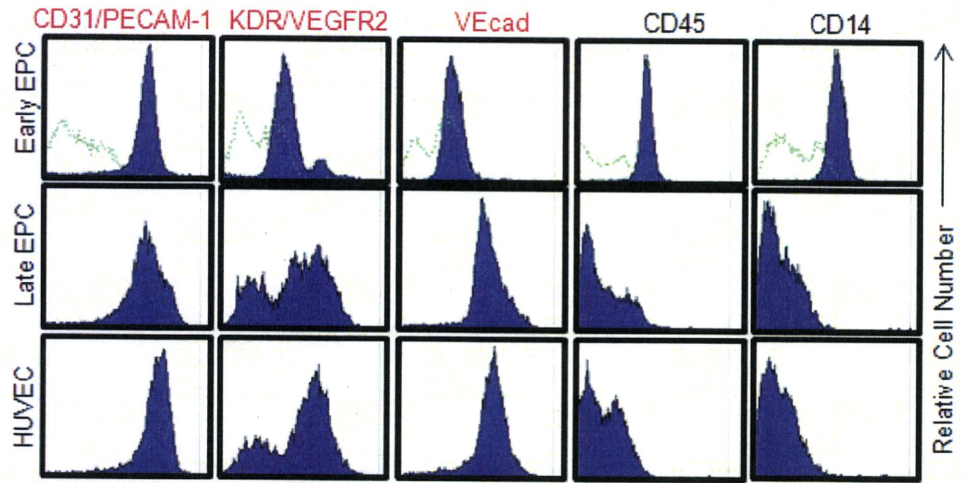 CD31/PECAM-1 KDR/VEGFR2 VEcad CD45 CD14
Early EPC
Late EPC
HUVEC
Relative Cell Number